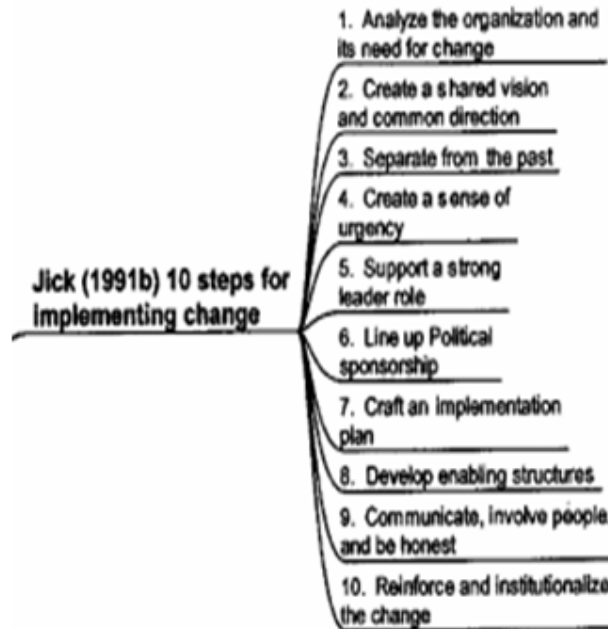 Jick (1991b) 10 steps for
implementing change
1. Analyze the organization and
its need for change
2. Create a shared vision
and common direction
3. Separate from the past
4. Create a sense of
urgency
5. Support a strong
leader role
6. Line up Political
sponsorship
7. Craft an implementation
plan
8. Develop enabling structures
9. Communicate, involve people
and be honest
10. Reinforce and institutionalize
the change